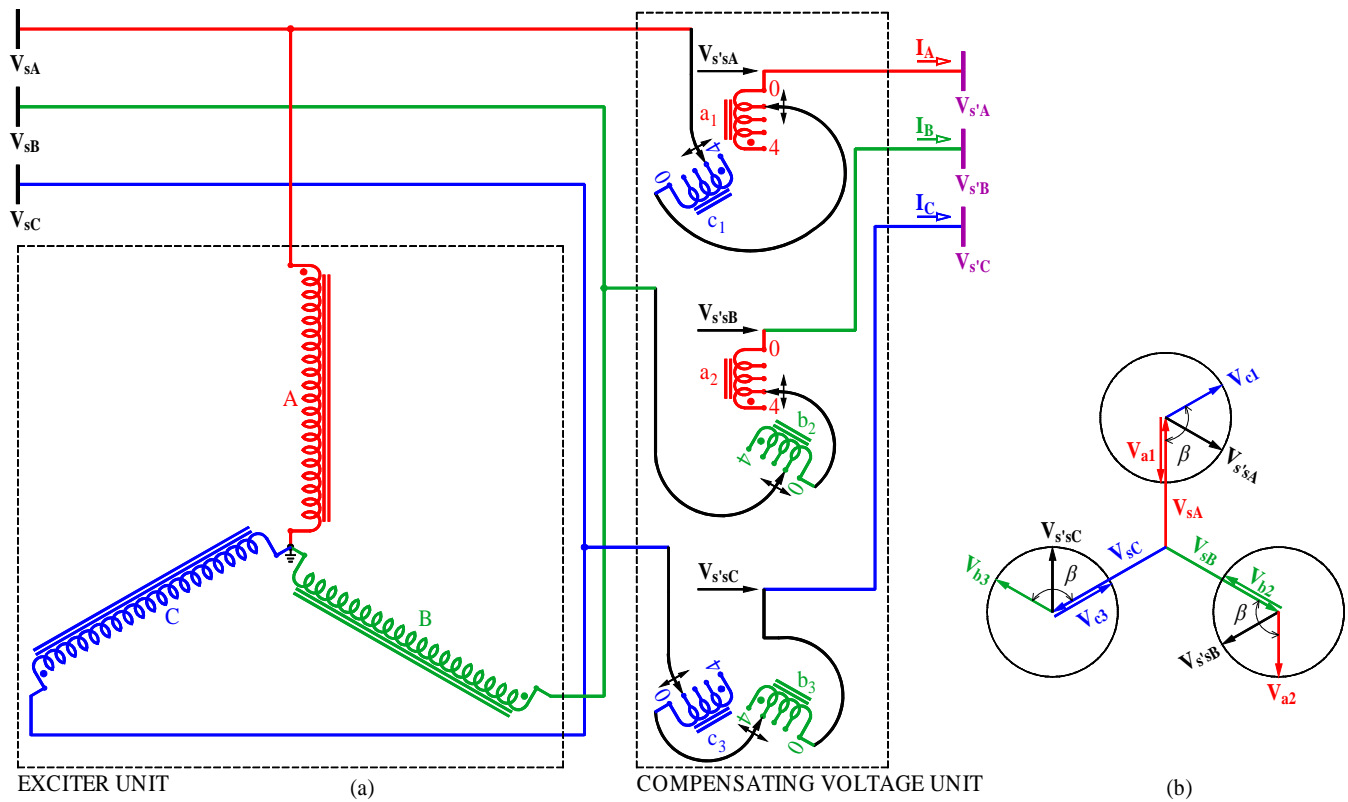 V_sA
V_sB
V_sC
A
B
C
EXCITER UNIT
(a)
V_s'sA
0
a_1
4
4
0
c_1
V_s'sB
0
a_2
4
b_2
4
0
V_s'sC
4
0
c_3
b_3
4
0
COMPENSATING VOLTAGE UNIT
I_A
V_s'A
I_B
V_s'B
I_C
V_s'C
V_c1
V_a1
β
V_s'sA
V_sA
V_s'sC
V_sC
V_sB
V_b3
β
V_c3
V_b2
β
V_s'sB
V_a2
(b)